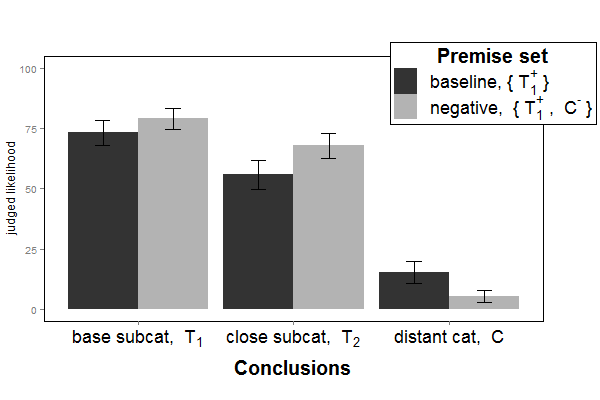 Premise set
baseline, { T₁⁺ }
negative, { T₁⁺ , C⁻ }
judged likelihood
100
75
50
25
0
base subcat, T₁ close subcat, T₂ distant cat, C
Conclusions